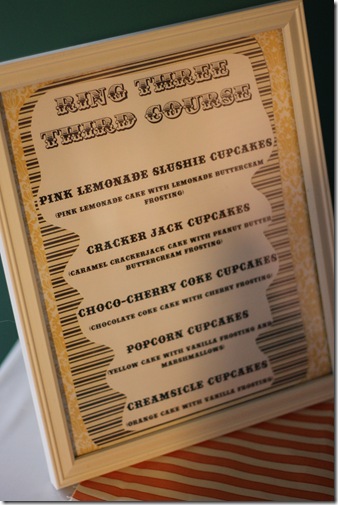 RING THREE
THIRD COURSE
PINK LEMONADE SLUSHIE CUPCAKES
(PINK LEMONADE CAKE WITH LEMONADE BUTTERCREAM
FROSTING)
CRACKER JACK CUPCAKES
(CARAMEL CRACKERJACK CAKE WITH PEANUT BUTTER
BUTTERCREAM FROSTING)
CHOCO-CHERRY COKE CUPCAKES
(CHOCOLATE COKE CAKE WITH CHERRY FROSTING)
POPCORN CUPCAKES
(YELLOW CAKE WITH VANILLA FROSTING AND
MARSHMALLOWS)
CREAMSICLE CUPCAKES
(ORANGE CAKE WITH VANILLA FROSTING)